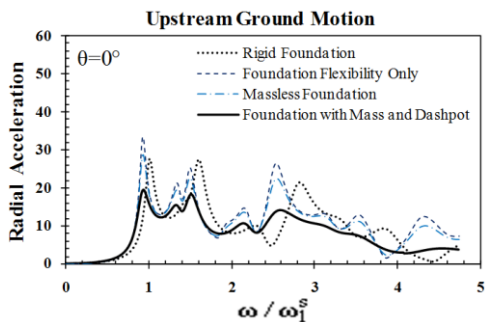 Upstream Ground Motion
θ=0°
Rigid Foundation
Foundation Flexibility Only
Massless Foundation
Foundation with Mass and Dashpot
Radial Acceleration
60
50
40
30
20
10
0
0 1 2 3 4 5
ω / ω₁ˢ